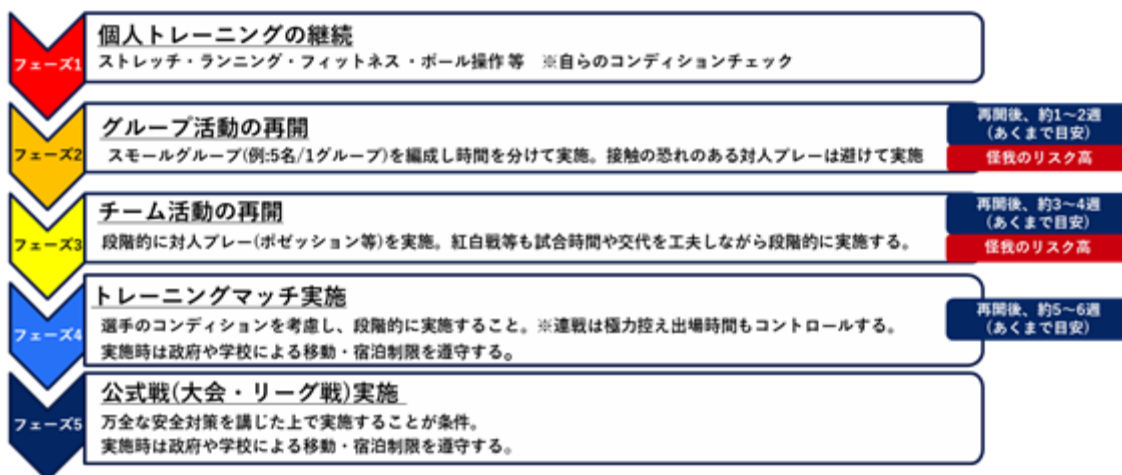 フェーズ1
個人トレーニングの継続
ストレッチ・ランニング・フィットネス・ボール操作 等　※自らのコンディションチェック
フェーズ2
グループ活動の再開
スモールグループ(例:5名/1グループ)を編成し時間を分けて実施。接触の恐れのある対人プレーは避けて実施
再開後、約1～2週
(あくまで目安)
怪我のリスク高
フェーズ3
チーム活動の再開
段階的に対人プレー(ポゼッション等)を実施。紅白戦等も試合時間や交代を工夫しながら段階的に実施する。
再開後、約3～4週
(あくまで目安)
怪我のリスク高
フェーズ4
トレーニングマッチ実施
選手のコンディションを考慮し、段階的に実施すること。※連戦は極力控え出場時間もコントロールする。
実施時は政府や学校による移動・宿泊制限を遵守する。
再開後、約5～6週
(あくまで目安)
フェーズ5
公式戦(大会・リーグ戦)実施
万全な安全対策を講じた上で実施することが条件。
実施時は政府や学校による移動・宿泊制限を遵守する。